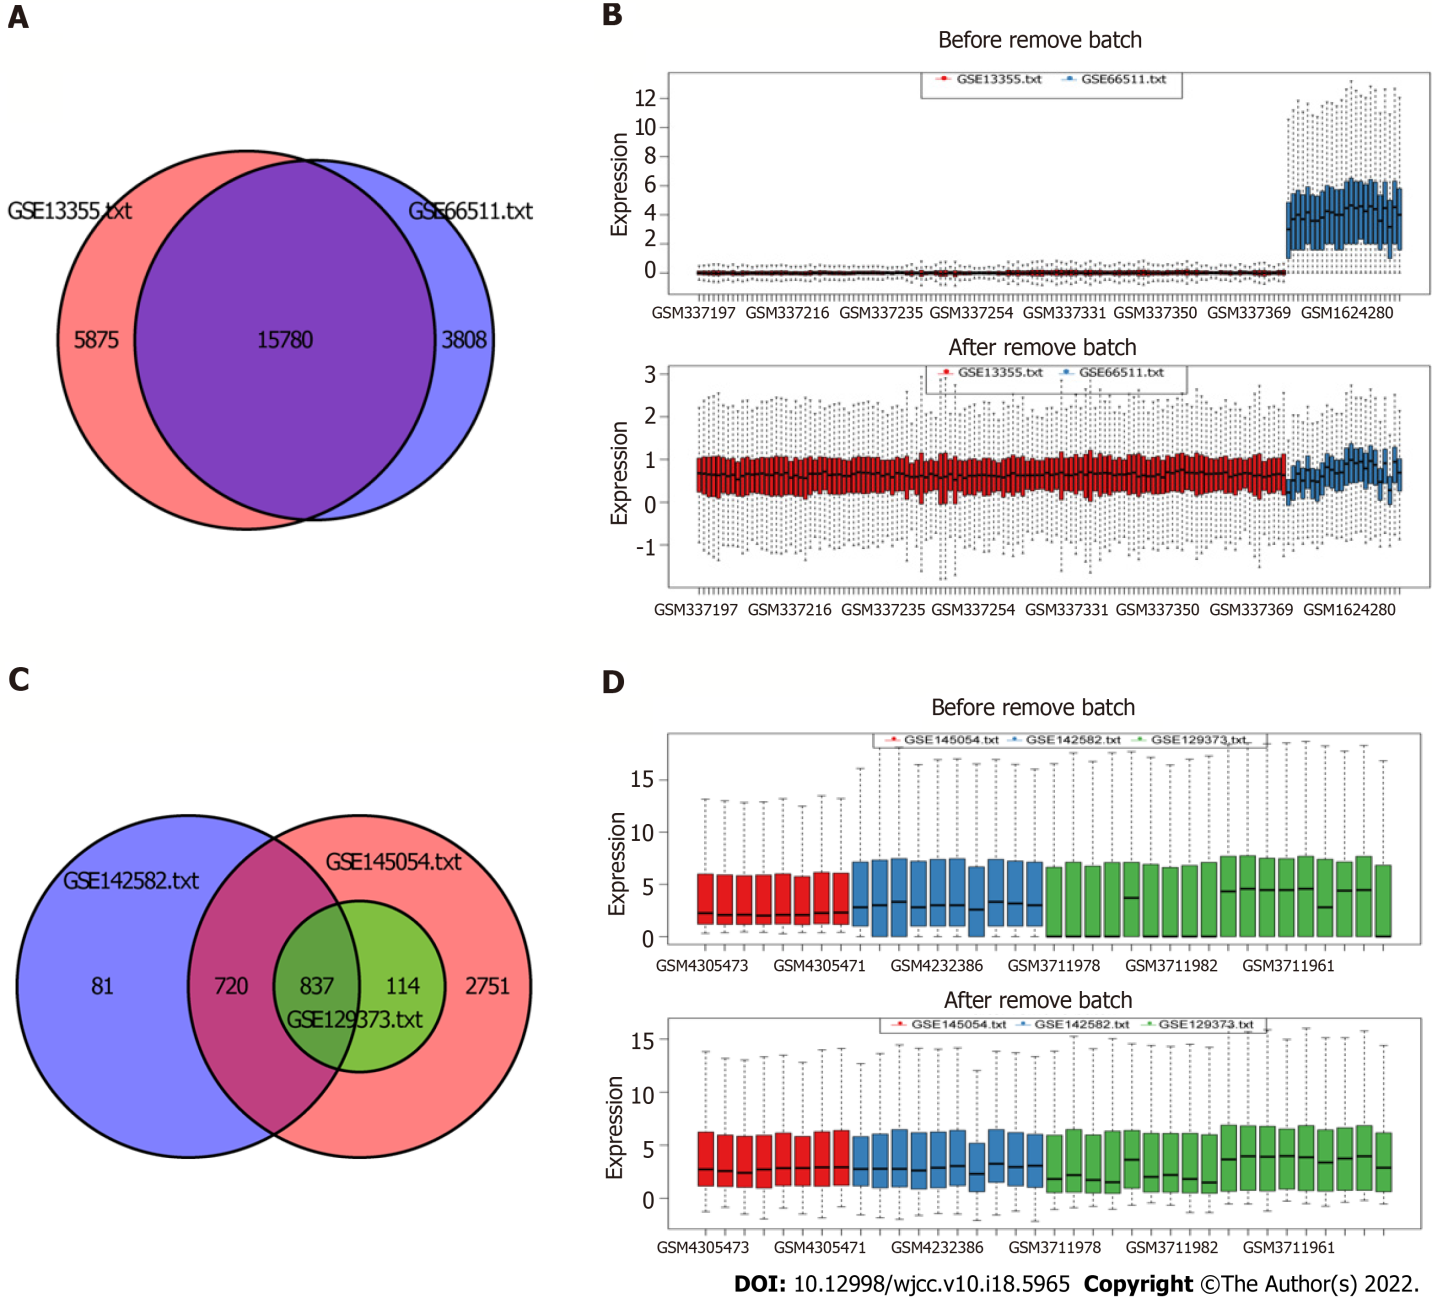 A
GSE13355.txt
GSE66511.txt
5875
15780
3808
B
Before remove batch
GSE13355.txt GSE66511.txt
Expression
12
10
8
6
4
2
0
GSM337197 GSM337216 GSM337235 GSM337254 GSM337331 GSM337350 GSM337369 GSM1624280
After remove batch
GSE13355.txt GSE66511.txt
Expression
3
2
1
0
-1
GSM337197 GSM337216 GSM337235 GSM337254 GSM337331 GSM337350 GSM337369 GSM1624280
C
GSE142582.txt
GSE145054.txt
81
720
837
114
2751
GSE129373.txt
D
Before remove batch
GSE145054.txt GSE142582.txt GSE129373.txt
Expression
15
10
5
0
GSM4305473 GSM4305471 GSM4232386 GSM3711978 GSM3711982 GSM3711961
After remove batch
GSE145054.txt GSE142582.txt GSE129373.txt
Expression
15
10
5
0
GSM4305473 GSM4305471 GSM4232386 GSM3711978 GSM3711982 GSM3711961
DOI: 10.12998/wjcc.v10.i18.5965 Copyright ©The Author(s) 2022.